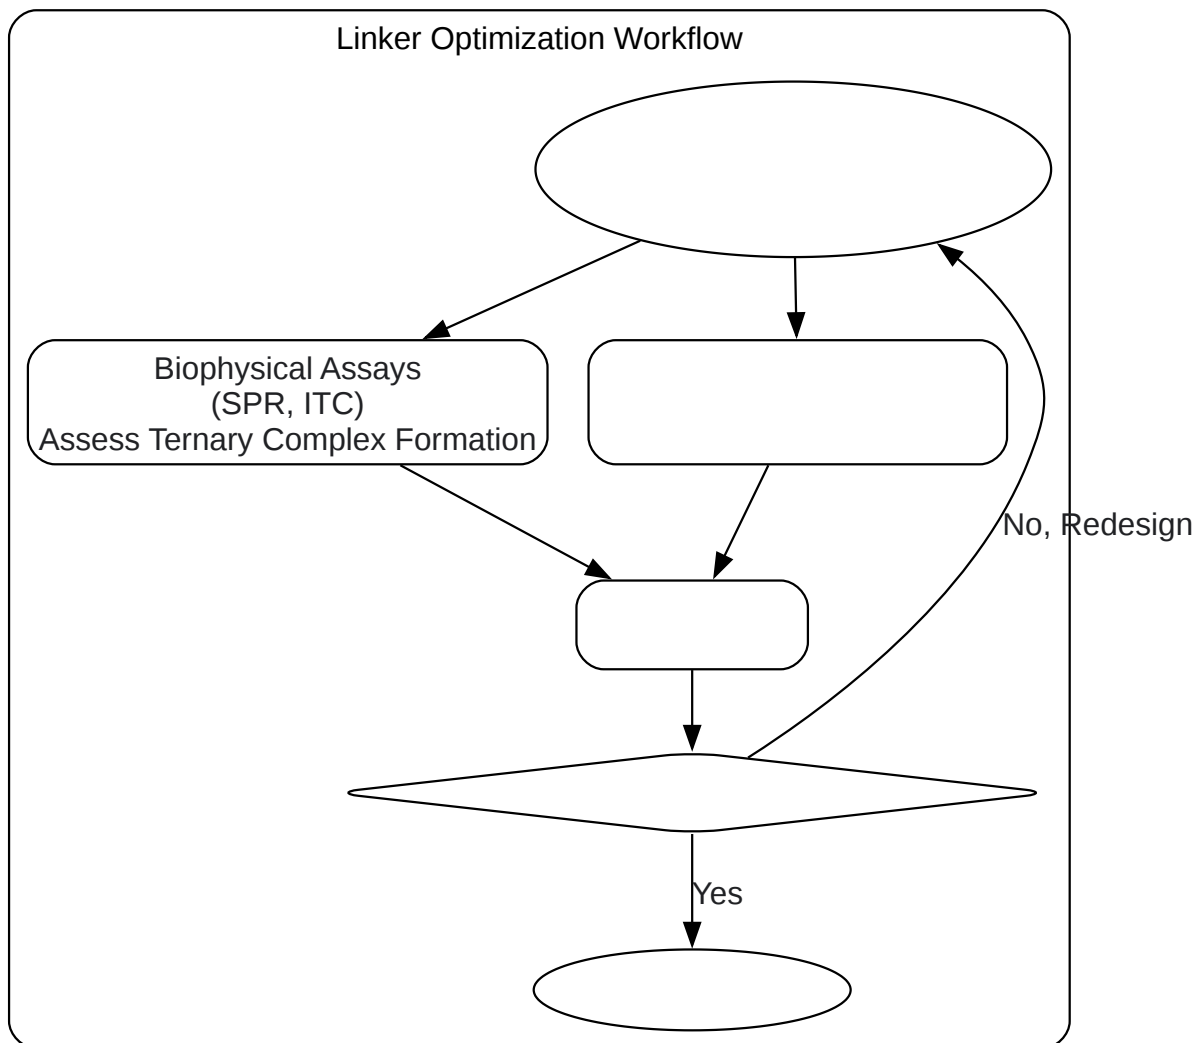 Linker Optimization Workflow
Biophysical Assays
(SPR, ITC)
Assess Ternary Complex Formation
No, Redesign
Yes